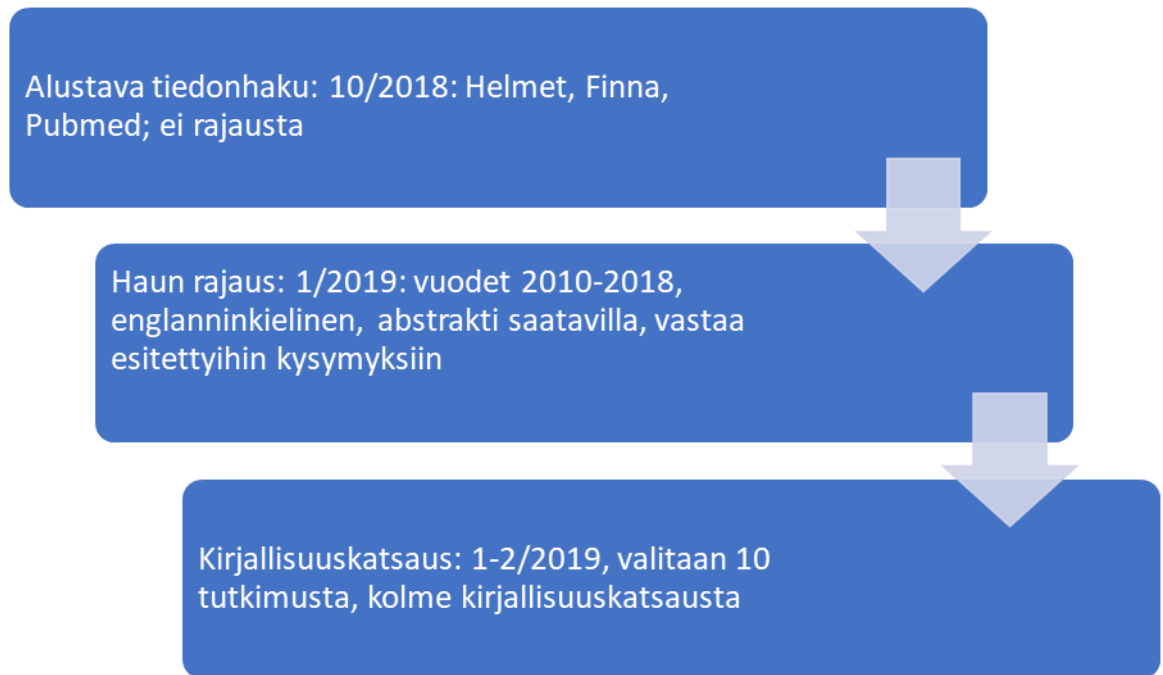 Alustava tiedonhaku: 10/2018: Helmet, Finna,
Pubmed; ei rajausta
Haun rajaus: 1/2019: vuodet 2010-2018,
englanninkielinen, abstrakti saatavilla, vastaa
esitettyihin kysymyksiin
Kirjallisuuskatsaus: 1-2/2019, valitaan 10
tutkimusta, kolme kirjallisuuskatsausta